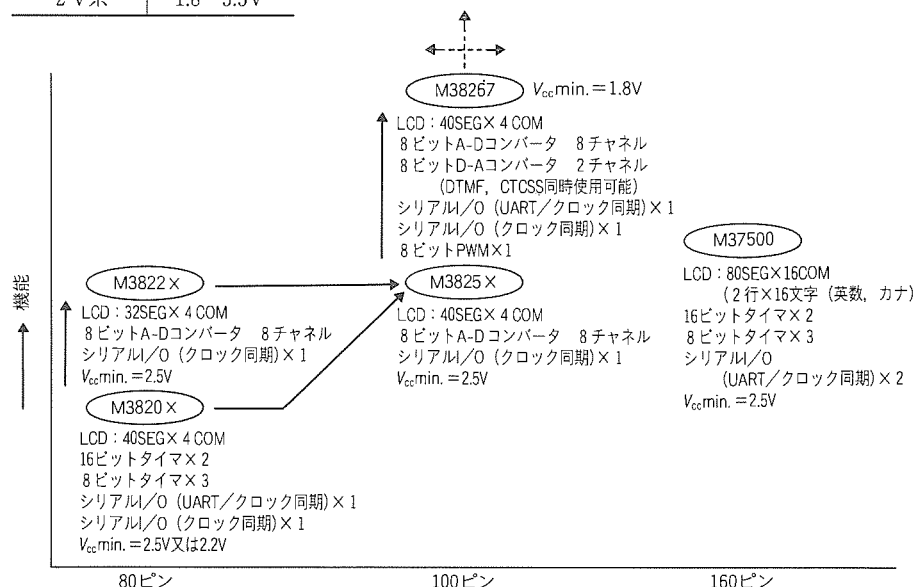 2 V系 1.8~5.5V
M38267 Vccmin.=1.8V
LCD:40SEG×4 COM
8ビットA-Dコンバータ 8チャネル
8ビットD-Aコンバータ 2チャネル
(DTMF, CTCSS同時使用可能)
シリアルI/O (UART/クロック同期)×1
シリアルI/O (クロック同期)×1
8ビットPWM×1
M37500
LCD:80SEG×16COM
(2行×16文字 (英数, カナ)
16ビットタイマ×2
8ビットタイマ×3
シリアルI/O
(UART/クロック同期)×2
Vccmin.=2.5V
機能
M3822×
LCD:32SEG×4 COM
8ビットA-Dコンバータ 8チャネル
シリアルI/O (クロック同期)×1
Vccmin.=2.5V
M3825×
LCD:40SEG×4 COM
8ビットA-Dコンバータ 8チャネル
シリアルI/O (クロック同期)×1
Vccmin.=2.5V
M3820×
LCD:40SEG×4 COM
16ビットタイマ×2
8ビットタイマ×3
シリアルI/O (UART/クロック同期)×1
シリアルI/O (クロック同期)×1
Vccmin.=2.5V又は2.2V
80ピン 100ピン 160ピン